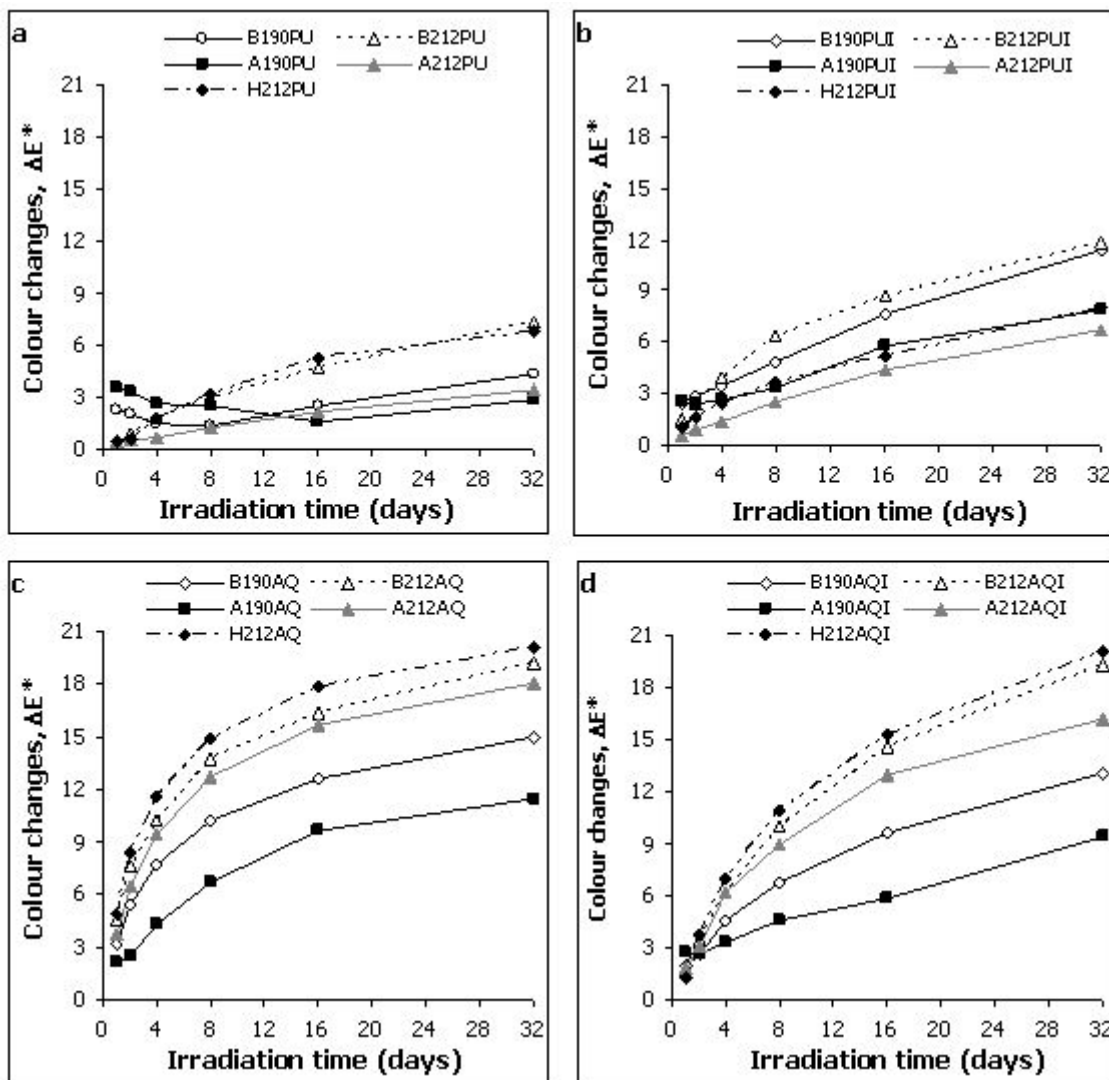 a
B190PU B212PU
A190PU A212PU
H212PU
21
18
15
12
9
6
3
0
Colour changes, ΔE*
0 4 8 12 16 20 24 28 32
Irradiation time (days)
b
B190PUI B212PUI
A190PUI A212PUI
H212PUI
21
18
15
12
9
6
3
0
Colour changes, ΔE*
0 4 8 12 16 20 24 28 32
Irradiation time (days)
c
B190AQ B212AQ
A190AQ A212AQ
H212AQ
21
18
15
12
9
6
3
0
Colour changes, ΔE*
0 4 8 12 16 20 24 28 32
Irradiation time (days)
d
B190AQI B212AQI
A190AQI A212AQI
H212AQI
21
18
15
12
9
6
3
0
Colour changes, ΔE*
0 4 8 12 16 20 24 28 32
Irradiation time (days)